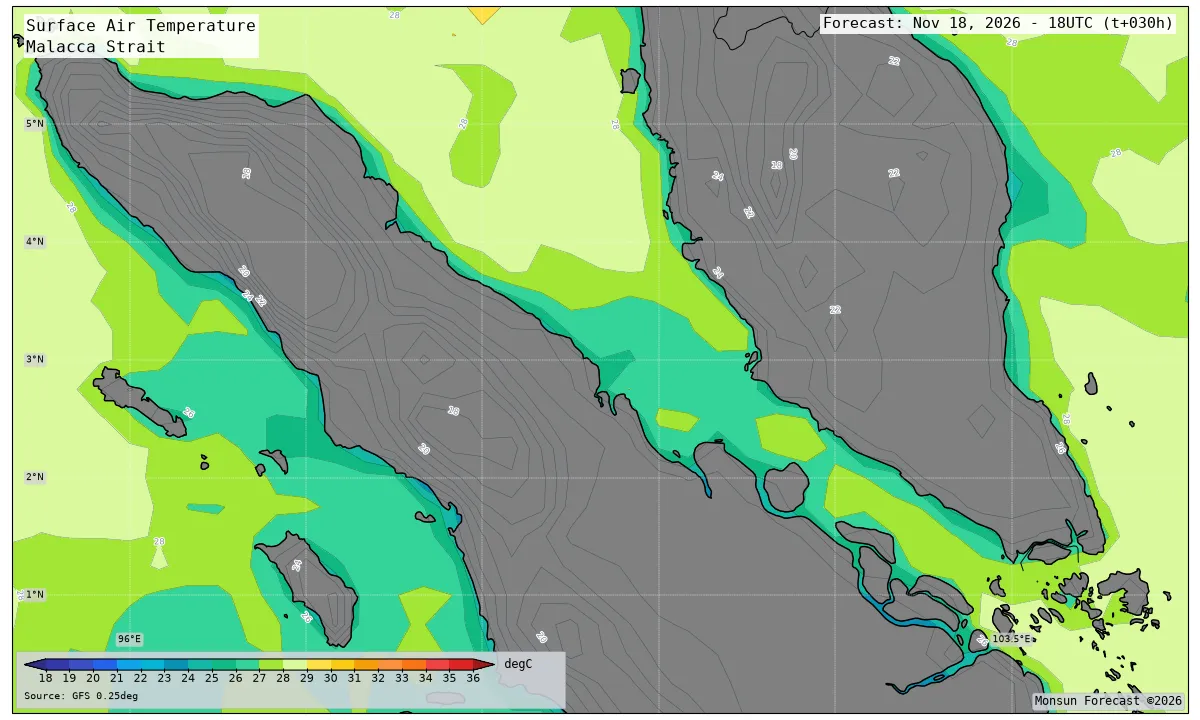 Surface Air Temperature
Malacca Strait
Forecast: Nov 18, 2026 - 18UTC (t+030h)
28
28
22
5°N
28
28
28
20
18
24
18
22
28
22
4°N
20
24
22
24
22
3°N
26
18
28
20
26
2°N
28
24
1°N
26
20
96°E
103.5°E
degC
18 19 20 21 22 23 24 25 26 27 28 29 30 31 32 33 34 35 36
Source: GFS 0.25deg
Monsun Forecast ©2026